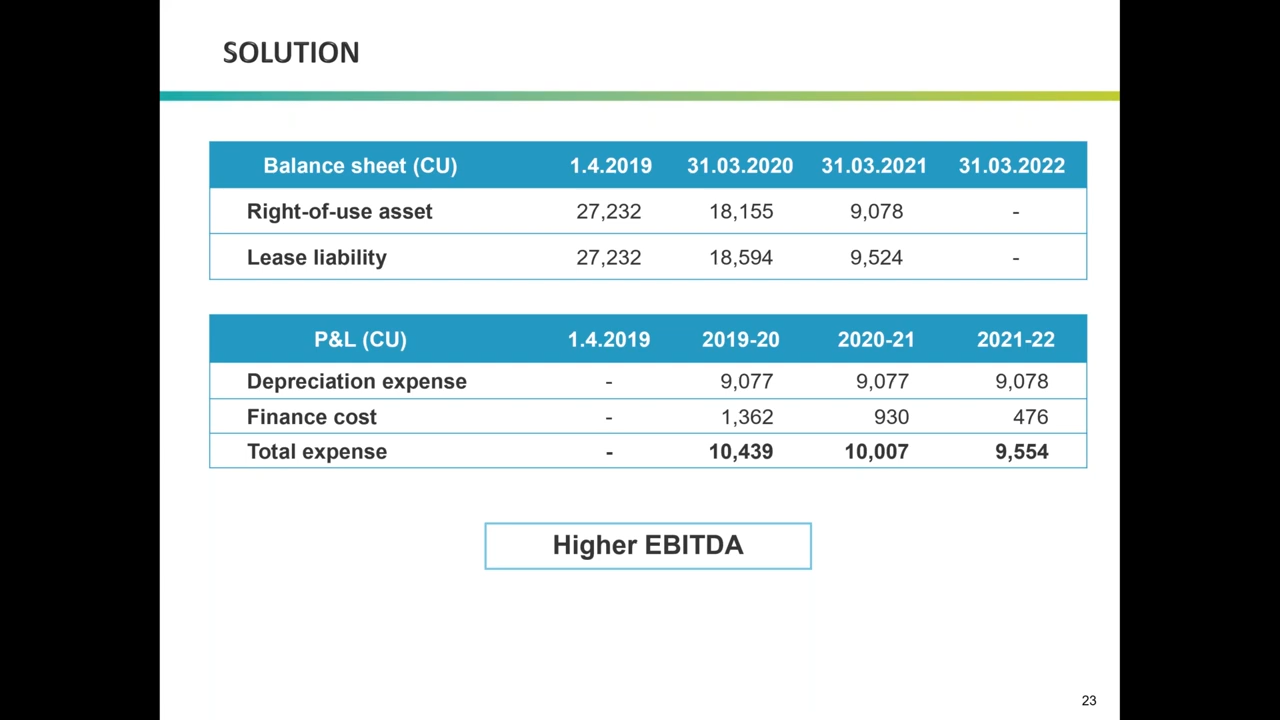 SOLUTION
Balance sheet (CU) 1.4.2019 31.03.2020 31.03.2021 31.03.2022
Right-of-use asset 27,232 18,155 9,078 -
Lease liability 27,232 18,594 9,524 -
P&L (CU) 1.4.2019 2019-20 2020-21 2021-22
Depreciation expense - 9,077 9,077 9,078
Finance cost - 1,362 930 476
Total expense - 10,439 10,007 9,554
Higher EBITDA
23